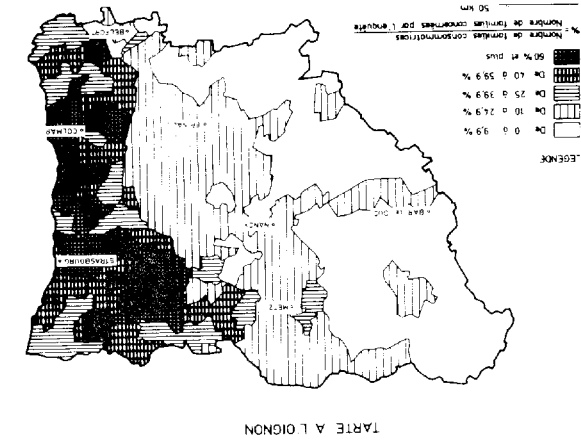 TARTE A L OIGNON
METZ
STRASBOURG
NANCY
BAR LE DUC
COLMAR
BELFORT
LEGENDE
De 0 à 9,9 %
De 10 à 24,9 %
De 25 à 39,9 %
De 40 à 59,9 %
60 % et plus
%=
Nombre de familles consommatrices
Nombre de familles concernées par l'enquête
50 km